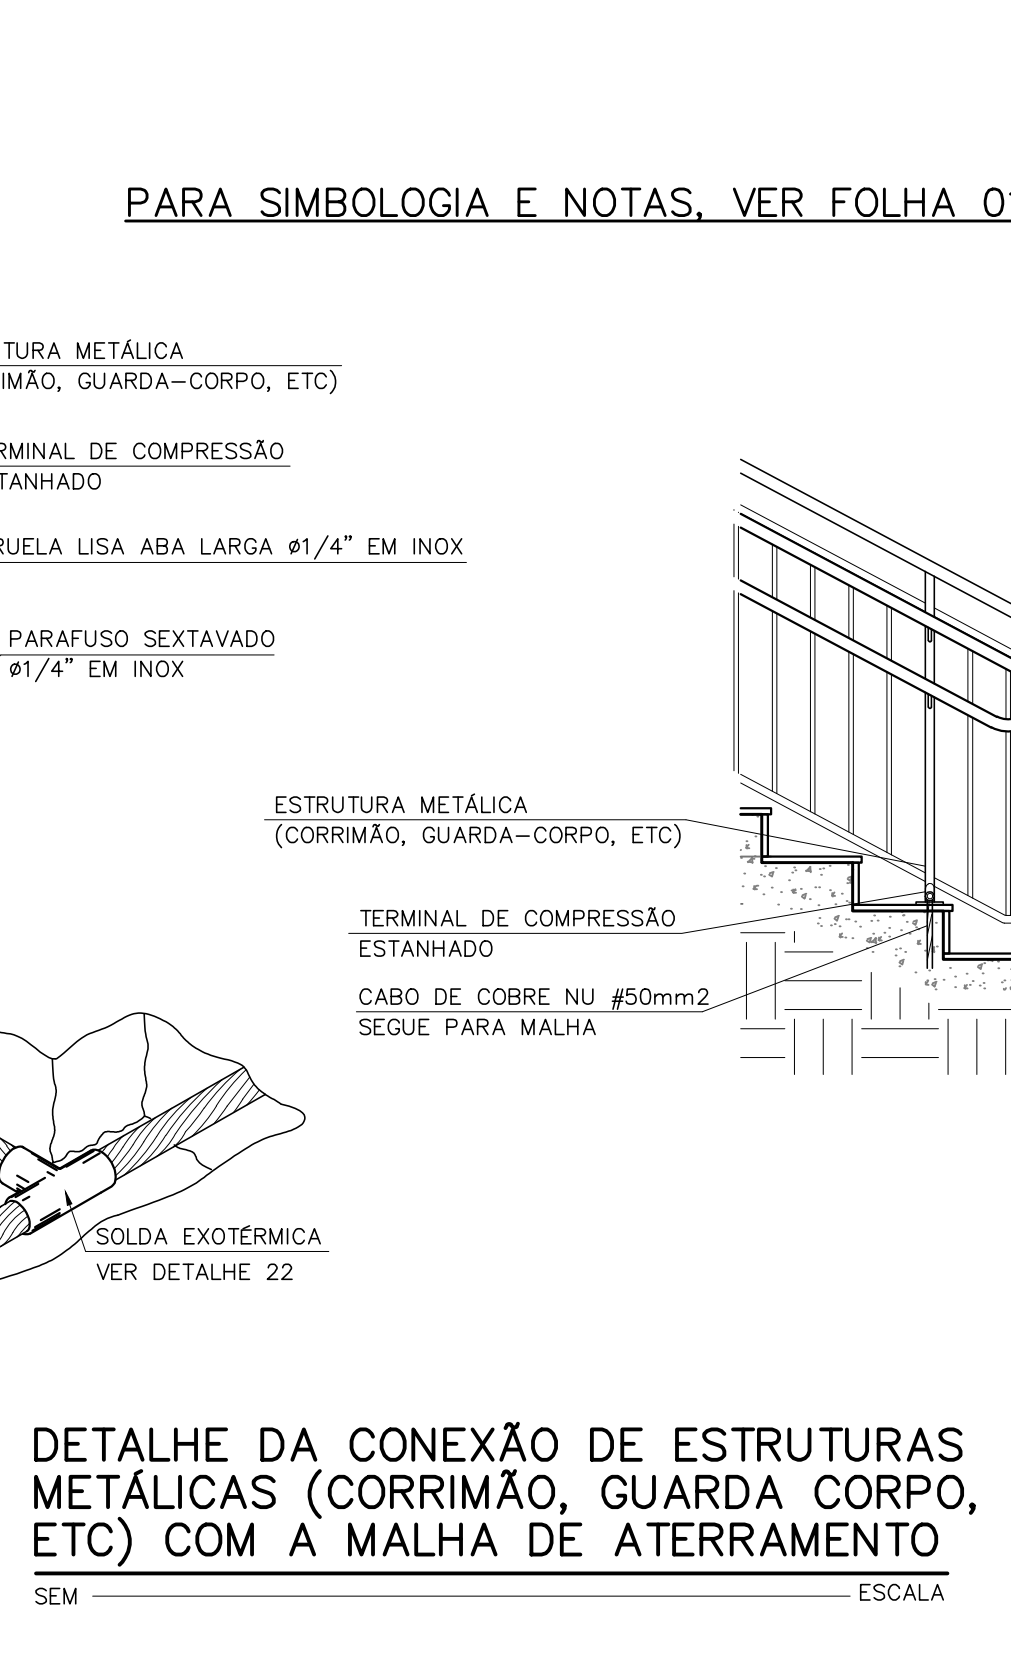 PARA SIMBOLOGIA E NOTAS, VER FOLHA
TURA METÁLICA
IMÃO, GUARDA-CORPO, ETC)
RMINAL DE COMPRESSÃO
TANHADO
RUELA LISA ABA LARGA ø1/4" EM INOX
PARAFUSO SEXTAVADO
ø1/4" EM INOX
ESTRUTURA METÁLICA
(CORRIMÃO, GUARDA-CORPO, ETC)
TERMINAL DE COMPRESSÃO
ESTANHADO
CABO DE COBRE NU #50mm2
SEGUE PARA MALHA
SOLDA EXOTÉRMICA
VER DETALHE 22
DETALHE DA CONEXÃO DE ESTRUTURAS
METÁLICAS (CORRIMÃO, GUARDA CORPO,
ETC) COM A MALHA DE ATERRAMENTO
SEM ESCALA